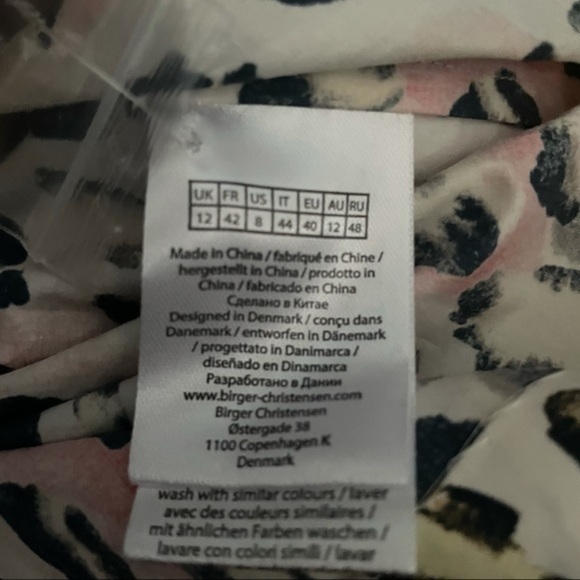 UK FR US IT EU AU RU
12 42 8 44 40 12 48
Made in China / fabriqué en Chine /
hergestellt in China / prodotto in
China / fabricado en China
Сделано в Китае
Designed in Denmark / conçu dans
Danemark / entworfen in Dänemark
/ progettato in Danimarca /
diseñado en Dinamarca
Разработано в Дании
www.birger-christensen.com
Birger Christensen
Østergade 38
1100 Copenhagen K
Denmark
wash with similar colours / laver
avec des couleurs similaires /
mit ähnlichen Farben waschen /
lavare con colori simili / lavar